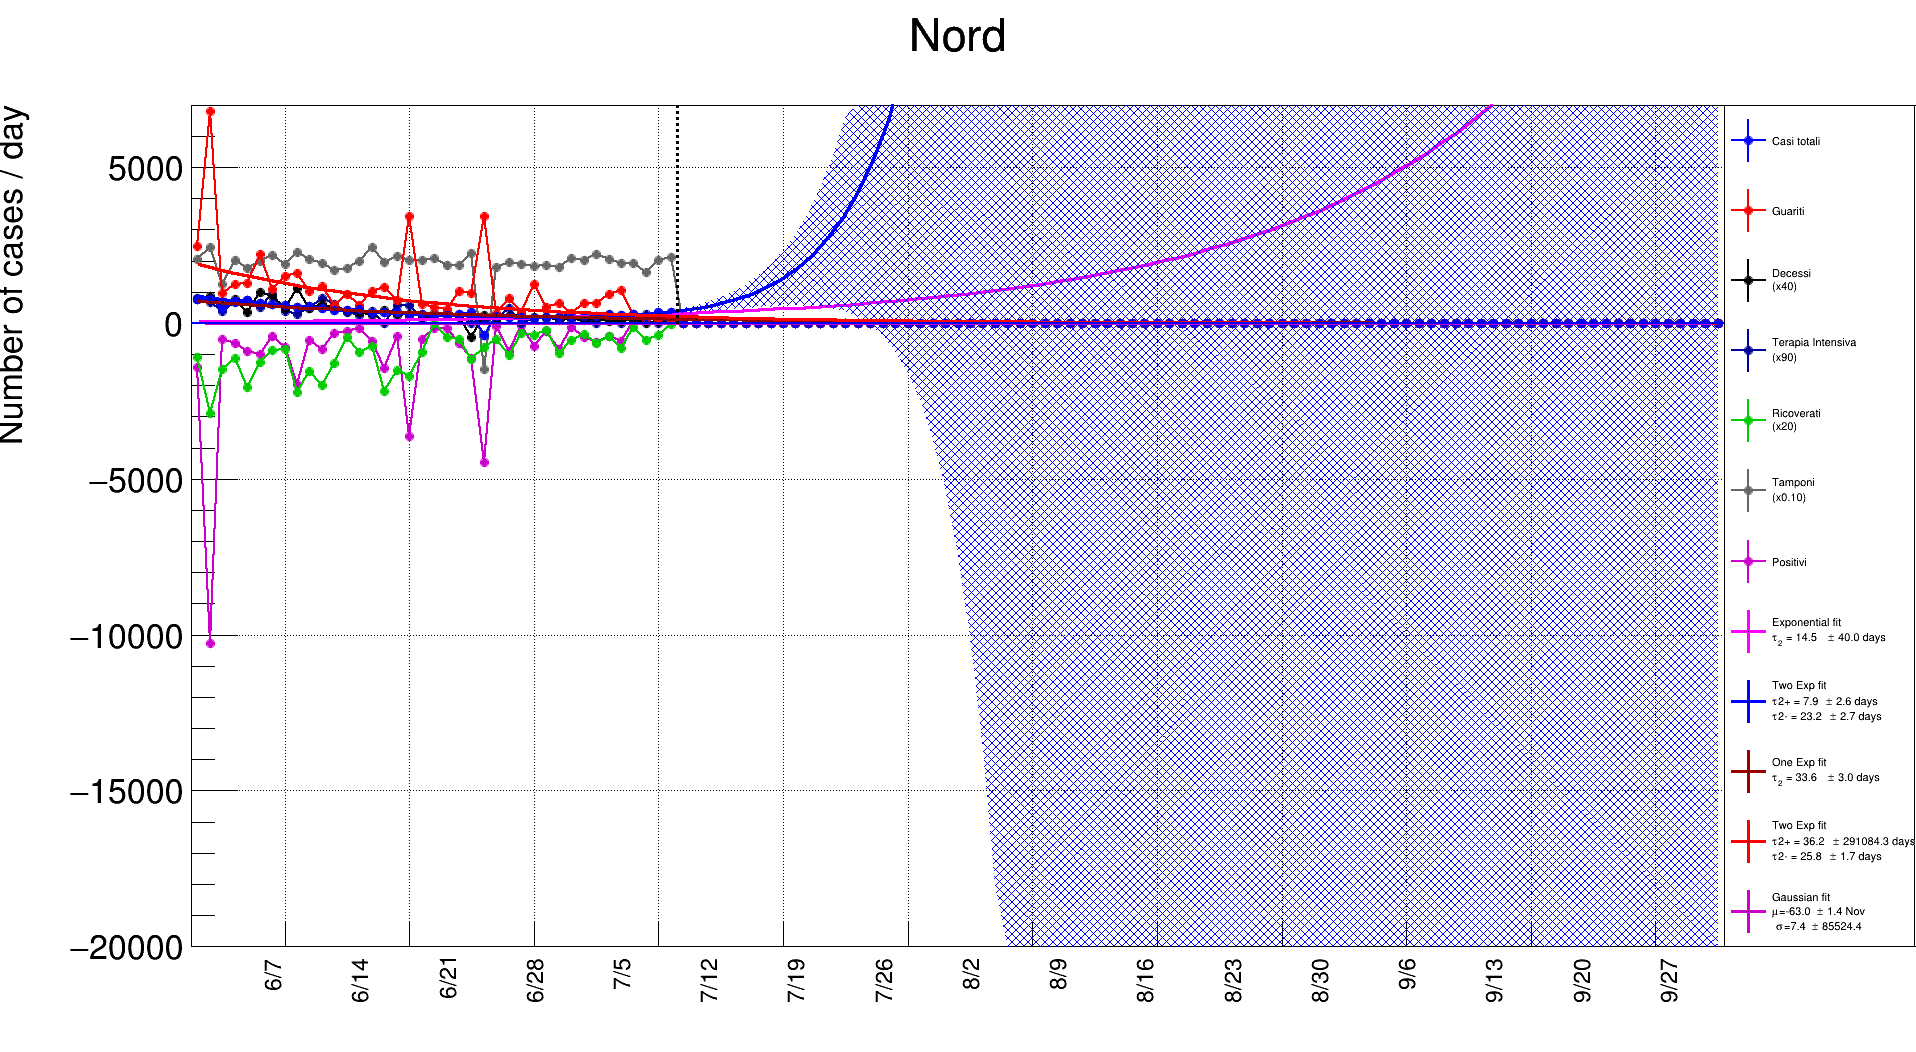 Nord
Number of cases / day
5000
0
−5000
−10000
−15000
−20000
6/7
6/14
6/21
6/28
7/5
7/12
7/19
7/26
8/2
8/9
8/16
8/23
8/30
9/6
9/13
9/20
9/27
Casi totali
Guariti
Decessi
(x40)
Terapia Intensiva
(x90)
Ricoverati
(x20)
Tamponi
(x0.10)
Positivi
Exponential fit
τ2 = 14.5 ± 40.0 days
Two Exp fit
τ2+ = 7.9 ± 2.6 days
τ2- = 23.2 ± 2.7 days
One Exp fit
τ2 = 33.6 ± 3.0 days
Two Exp fit
τ2+ = 36.2 ± 291084.3 days
τ2- = 25.8 ± 1.7 days
Gaussian fit
μ=-63.0 ± 1.4 Nov
σ=7.4 ± 85524.4